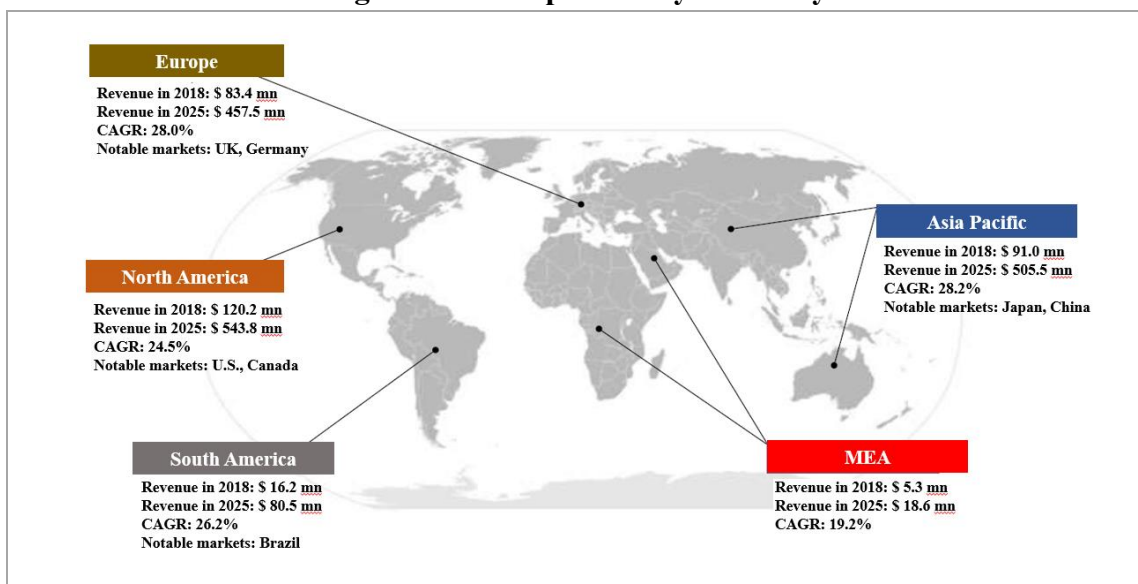 Europe
Revenue in 2018: $ 83.4 mn
Revenue in 2025: $ 457.5 mn
CAGR: 28.0%
Notable markets: UK, Germany
Asia Pacific
Revenue in 2018: $ 91.0 mn
Revenue in 2025: $ 505.5 mn
CAGR: 28.2%
Notable markets: Japan, China
North America
Revenue in 2018: $ 120.2 mn
Revenue in 2025: $ 543.8 mn
CAGR: 24.5%
Notable markets: U.S., Canada
South America
Revenue in 2018: $ 16.2 mn
Revenue in 2025: $ 80.5 mn
CAGR: 26.2%
Notable markets: Brazil
MEA
Revenue in 2018: $ 5.3 mn
Revenue in 2025: $ 18.6 mn
CAGR: 19.2%